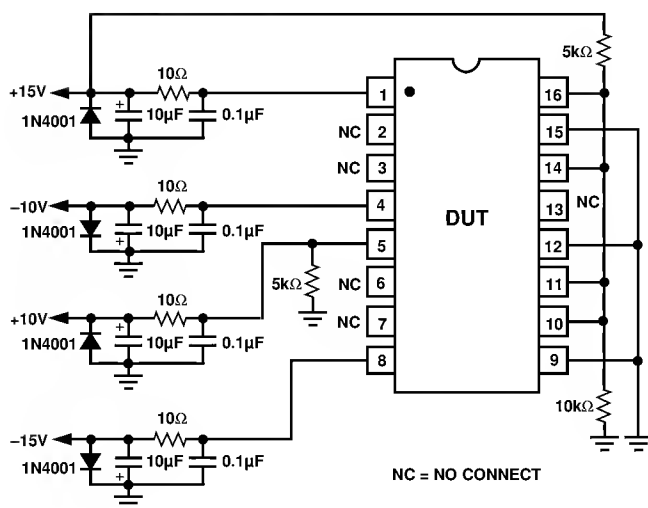 5kΩ
10Ω
+15V
1N4001
+
10µF
0.1µF
1
2
3
4
5
6
7
8
NC
NC
NC
NC
DUT
16
15
14
13
12
11
10
9
NC
10Ω
–10V
1N4001
10µF
+
0.1µF
5kΩ
10Ω
+10V
1N4001
+
10µF
0.1µF
10kΩ
10Ω
–15V
1N4001
10µF
+
0.1µF
NC = NO CONNECT